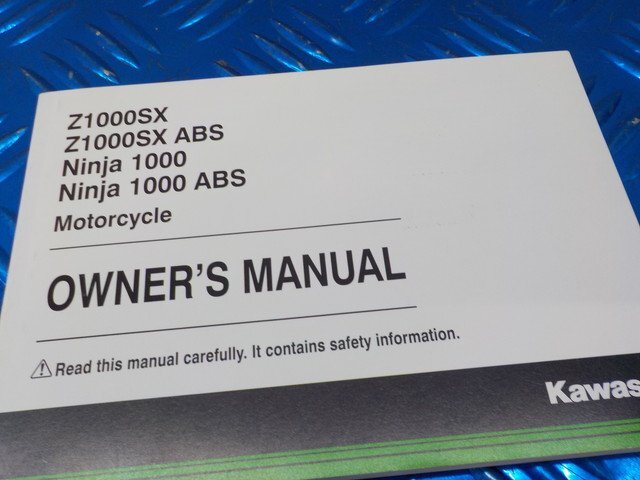 Z1000SX
Z1000SX ABS
Ninja 1000
Ninja 1000 ABS
Motorcycle
OWNER'S MANUAL
Read this manual carefully. It contains safety information.
Kawas